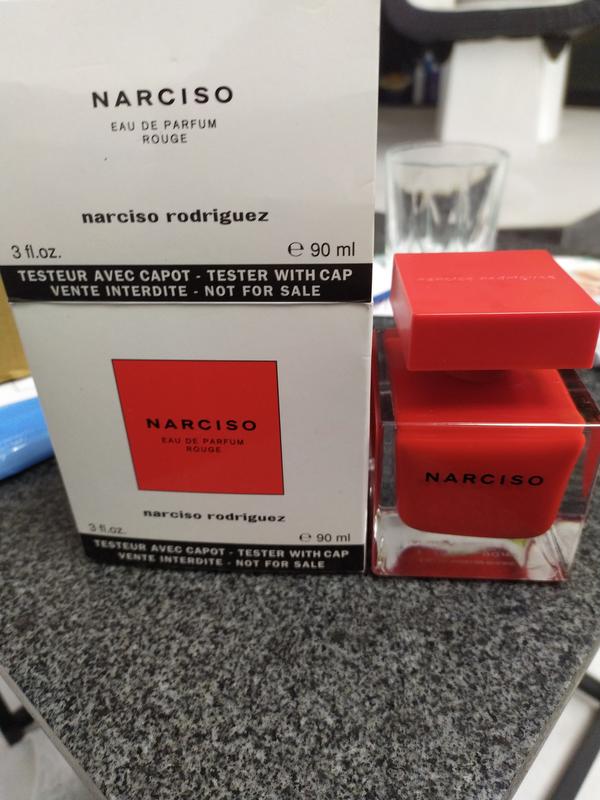 NARCISO
EAU DE PARFUM
ROUGE
narciso rodriguez
3 fl.oz. ℮ 90 ml
TESTEUR AVEC CAPOT - TESTER WITH CAP
VENTE INTERDITE - NOT FOR SALE
NARCISO
EAU DE PARFUM
ROUGE
narciso rodriguez
3 fl.oz. ℮ 90 ml
TESTEUR AVEC CAPOT - TESTER WITH CAP
VENTE INTERDITE - NOT FOR SALE
narciso rodriguez
NARCISO